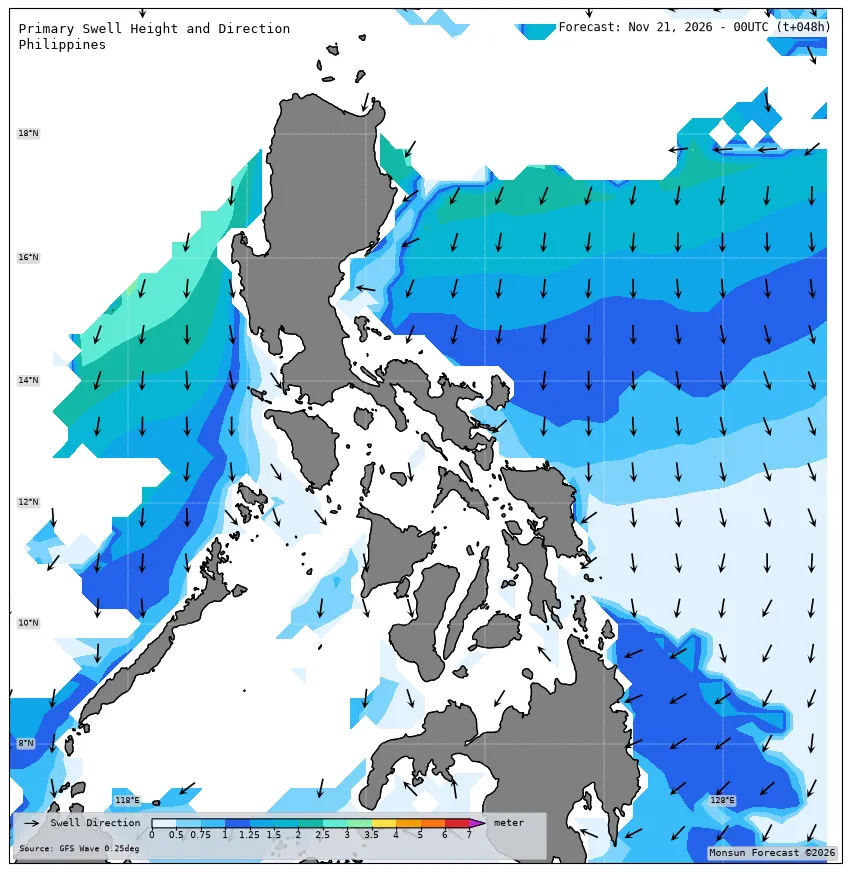 Primary Swell Height and Direction
Philippines
Forecast: Nov 21, 2026 - 00UTC (t+048h)
18°N
16°N
14°N
12°N
10°N
8°N
118°E
128°E
Swell Direction
0 0.5 0.75 1 1.25 1.5 2 2.5 3 3.5 4 5 6 7
meter
Source: GFS Wave 0.25deg
Monsun Forecast ©2026